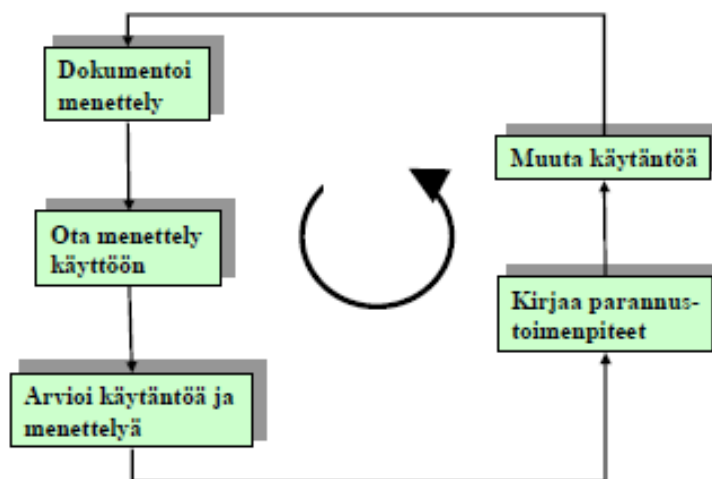 Dokumentoi
menettely
Ota menettely
käyttöön
Arvioi käytäntöä ja
menettelyä
Kirjaa parannus-
toimenpiteet
Muuta käytäntöä